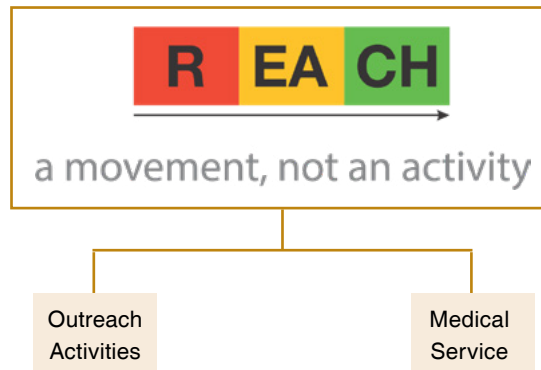 R EA CH
a movement, not an activity
Outreach
Activities
Medical
Service